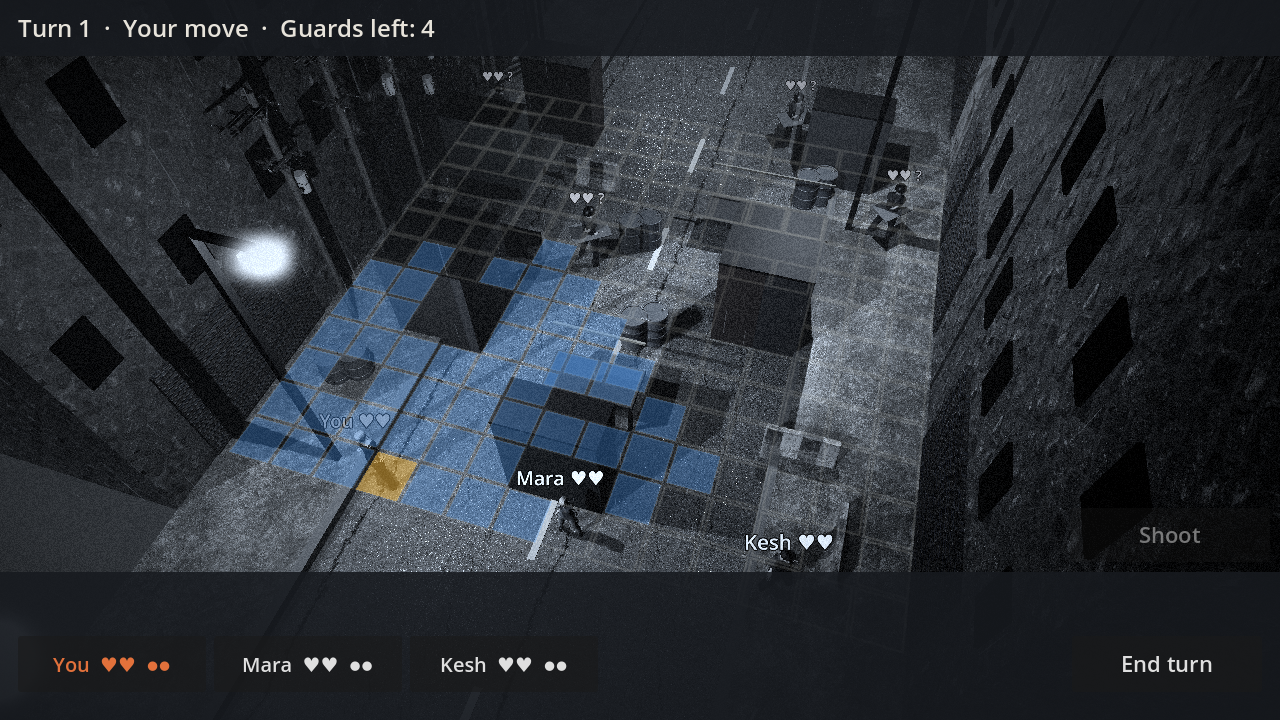 Turn 1 · Your move · Guards left: 4
♥♥ ?
♥♥ ?
♥♥ ?
♥♥ ?
You ♥♥
Mara ♥♥
Kesh ♥♥
Shoot
You ♥♥ ●●
Mara ♥♥ ●●
Kesh ♥♥ ●●
End turn